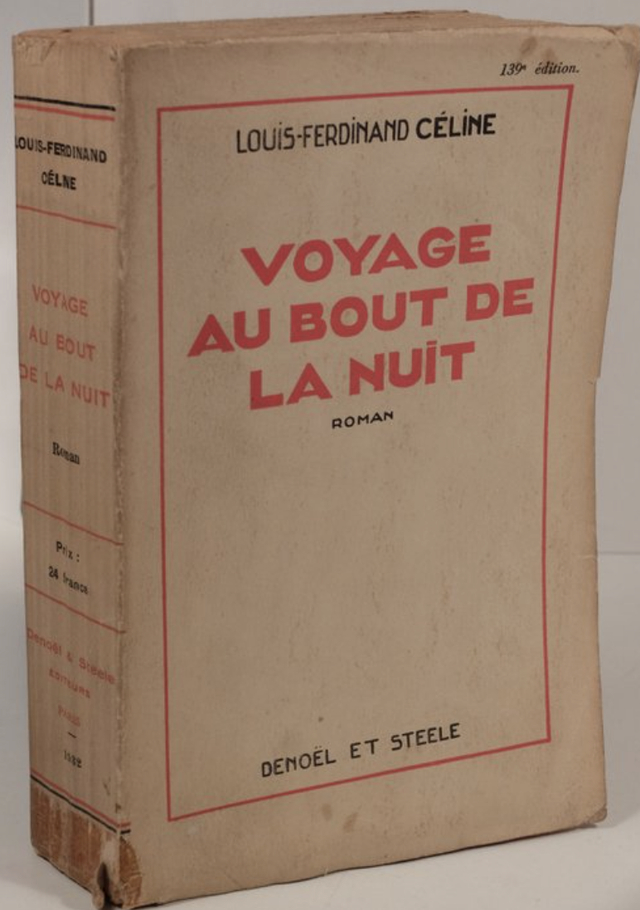 139e édition.
LOUIS-FERDINAND CÉLINE
VOYAGE
AU BOUT DE
LA NUIT
ROMAN
DENOËL ET STEELE
LOUIS-FERDINAND
CÉLINE
VOYAGE
AU BOUT
DE LA NUIT
Roman
Prix :
24 francs
Denoël & Steele
EDITEURS
PARIS
1932